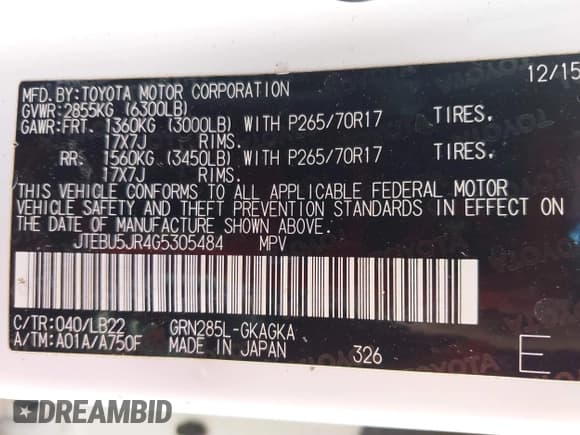 MFD. BY: TOYOTA MOTOR CORPORATION 12/15
GVWR: 2855KG (6300LB)
GAWR: FRT. 1360KG (3000LB) WITH P265/70R17 TIRES.
17X7J RIMS.
RR. 1560KG (3450LB) WITH P265/70R17 TIRES.
17X7J RIMS.
THIS VEHICLE CONFORMS TO ALL APPLICABLE FEDERAL MOTOR
VEHICLE SAFETY AND THEFT PREVENTION STANDARDS IN EFFECT ON
THE DATE OF MANUFACTURE SHOWN ABOVE.
JTEBU5JR4G5305484 MPV
C/TR: 040/LB22 GRN285L-GKAGKA
A/TM: A01A/A750F MADE IN JAPAN 326 E
DREAMBID